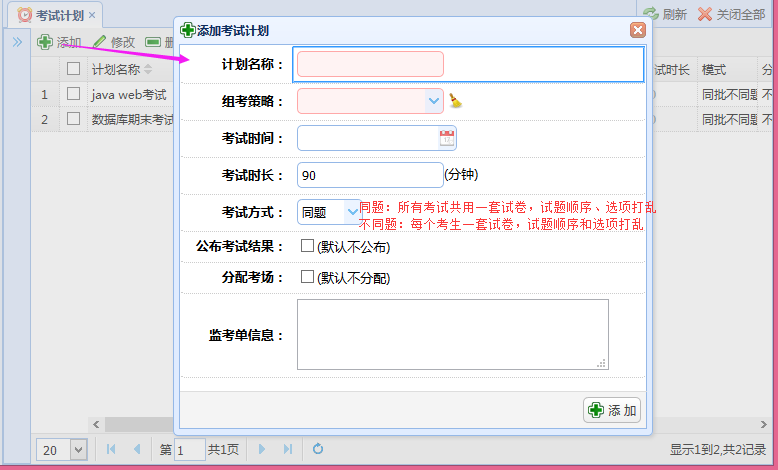 考试计划
刷新 关闭全部
添加 修改
计划名称
试时长 模式
1 java web考试 同批不同题 不
2 数据库期末考试 同批不同题 不
添加考试计划
计划名称：
组考策略：
考试时间：
考试时长： 90 (分钟)
考试方式： 同题
同题：所有考试共用一套试卷，试题顺序、选项打乱
不同题：每个考生一套试卷，试题顺序和选项打乱
公布考试结果： (默认不公布)
分配考场： (默认不分配)
监考单信息：
添 加
20 第 1 共1页 显示1到2,共2记录